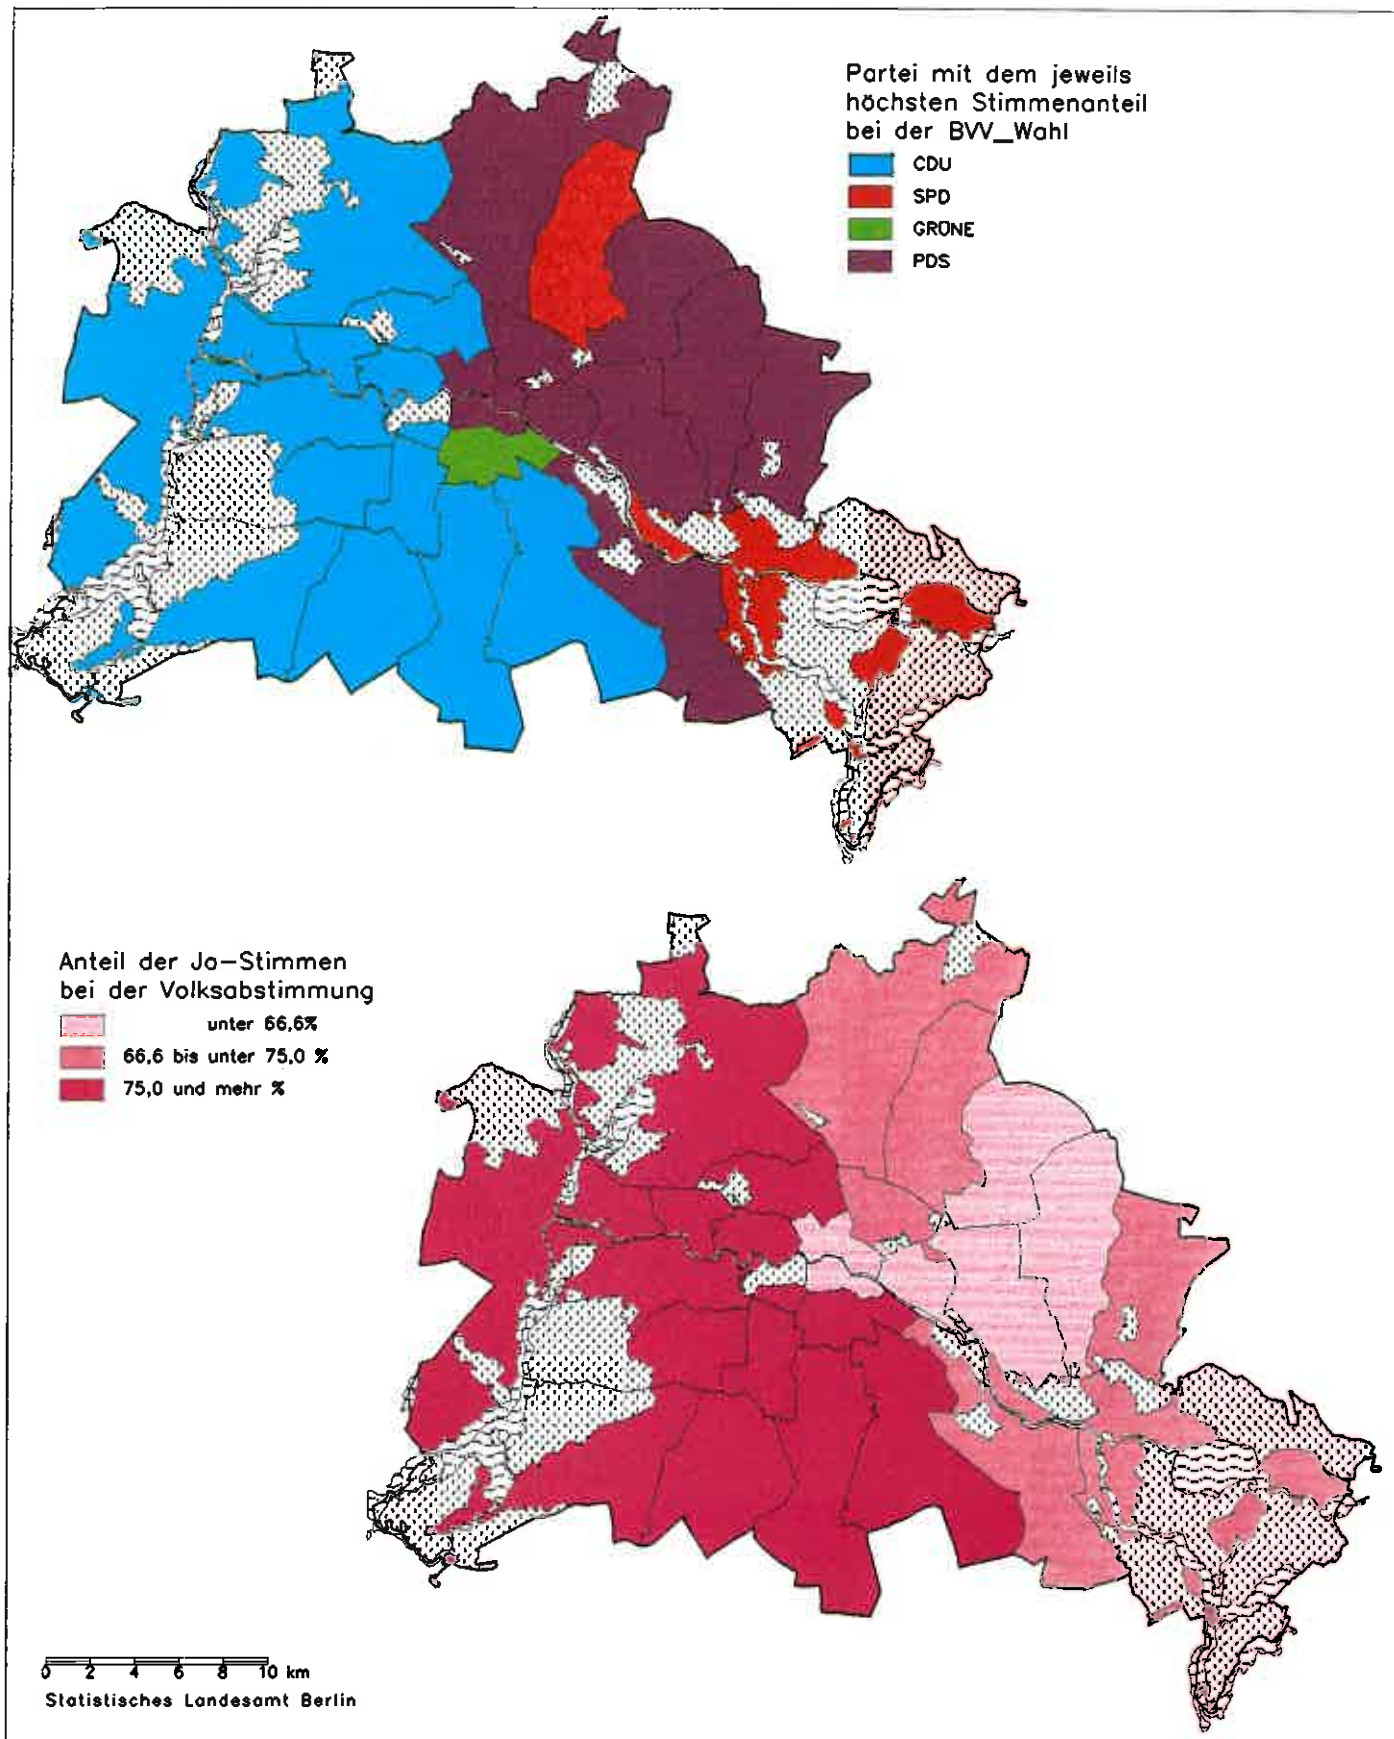 Partei mit dem jeweils
höchsten Stimmenanteil
bei der BVV_Wahl
CDU
SPD
GRÜNE
PDS
Anteil der Ja-Stimmen
bei der Volksabstimmung
unter 66,6%
66,6 bis unter 75,0 %
75,0 und mehr %
0 2 4 6 8 10 km
Statistisches Landesamt Berlin